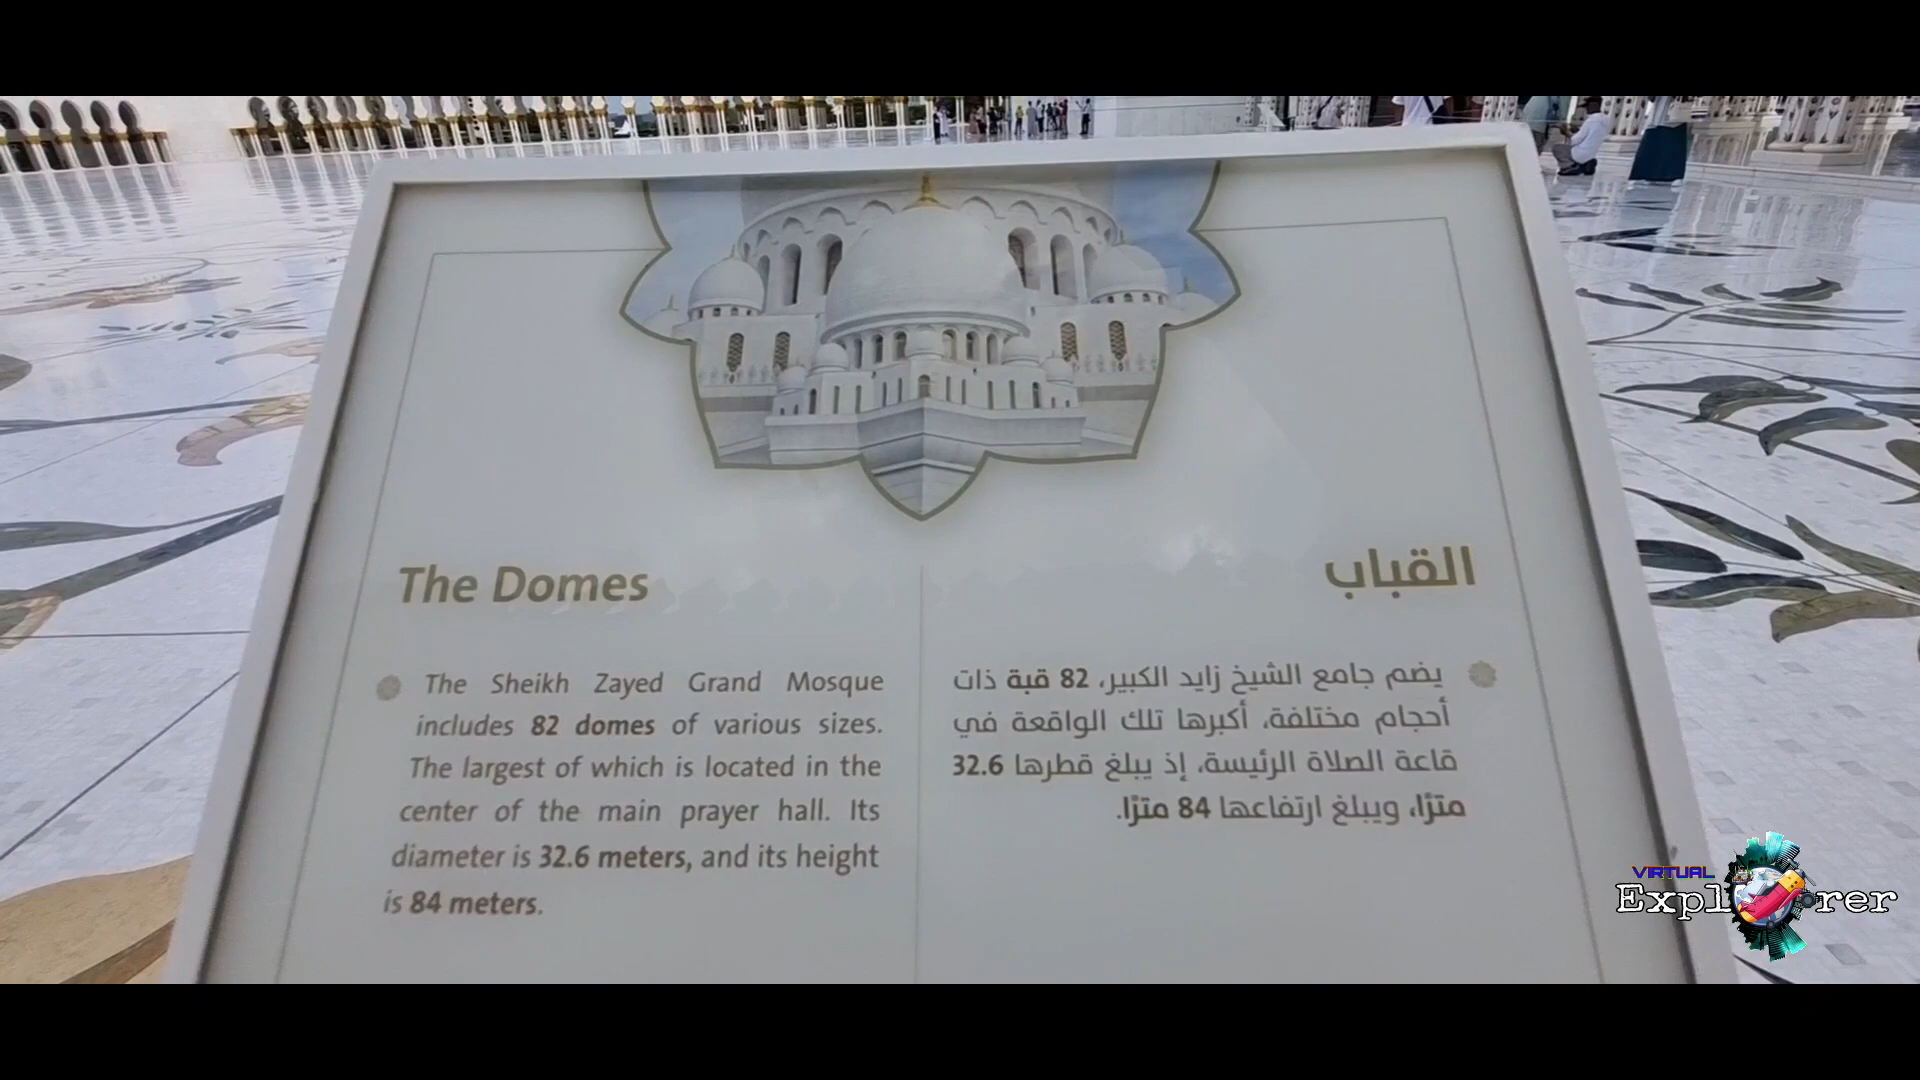 The Domes
The Sheikh Zayed Grand Mosque
includes 82 domes of various sizes.
The largest of which is located in the
center of the main prayer hall. Its
diameter is 32.6 meters, and its height
is 84 meters.
القباب
يضم جامع الشيخ زايد الكبير، 82 قبة ذات
أحجام مختلفة، أكبرها تلك الواقعة في
قاعة الصلاة الرئيسة، إذ يبلغ قطرها 32.6
مترًا، ويبلغ ارتفاعها 84 مترًا.
VIRTUAL
Explorer